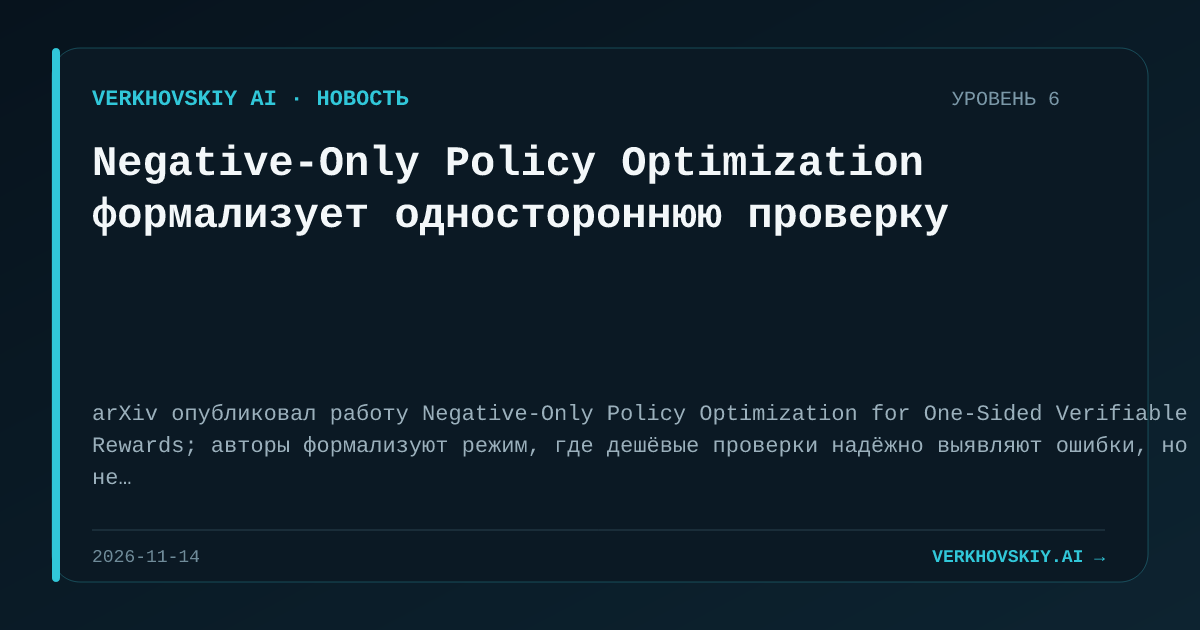 VERKHOVSKIY AI · НОВОСТЬ
УРОВЕНЬ 6
Negative-Only Policy Optimization
формализует одностороннюю проверку
arXiv опубликовал работу Negative-Only Policy Optimization for One-Sided Verifiable
Rewards; авторы формализуют режим, где дешёвые проверки надёжно выявляют ошибки, но
не…
2026-11-14
VERKHOVSKIY.AI →